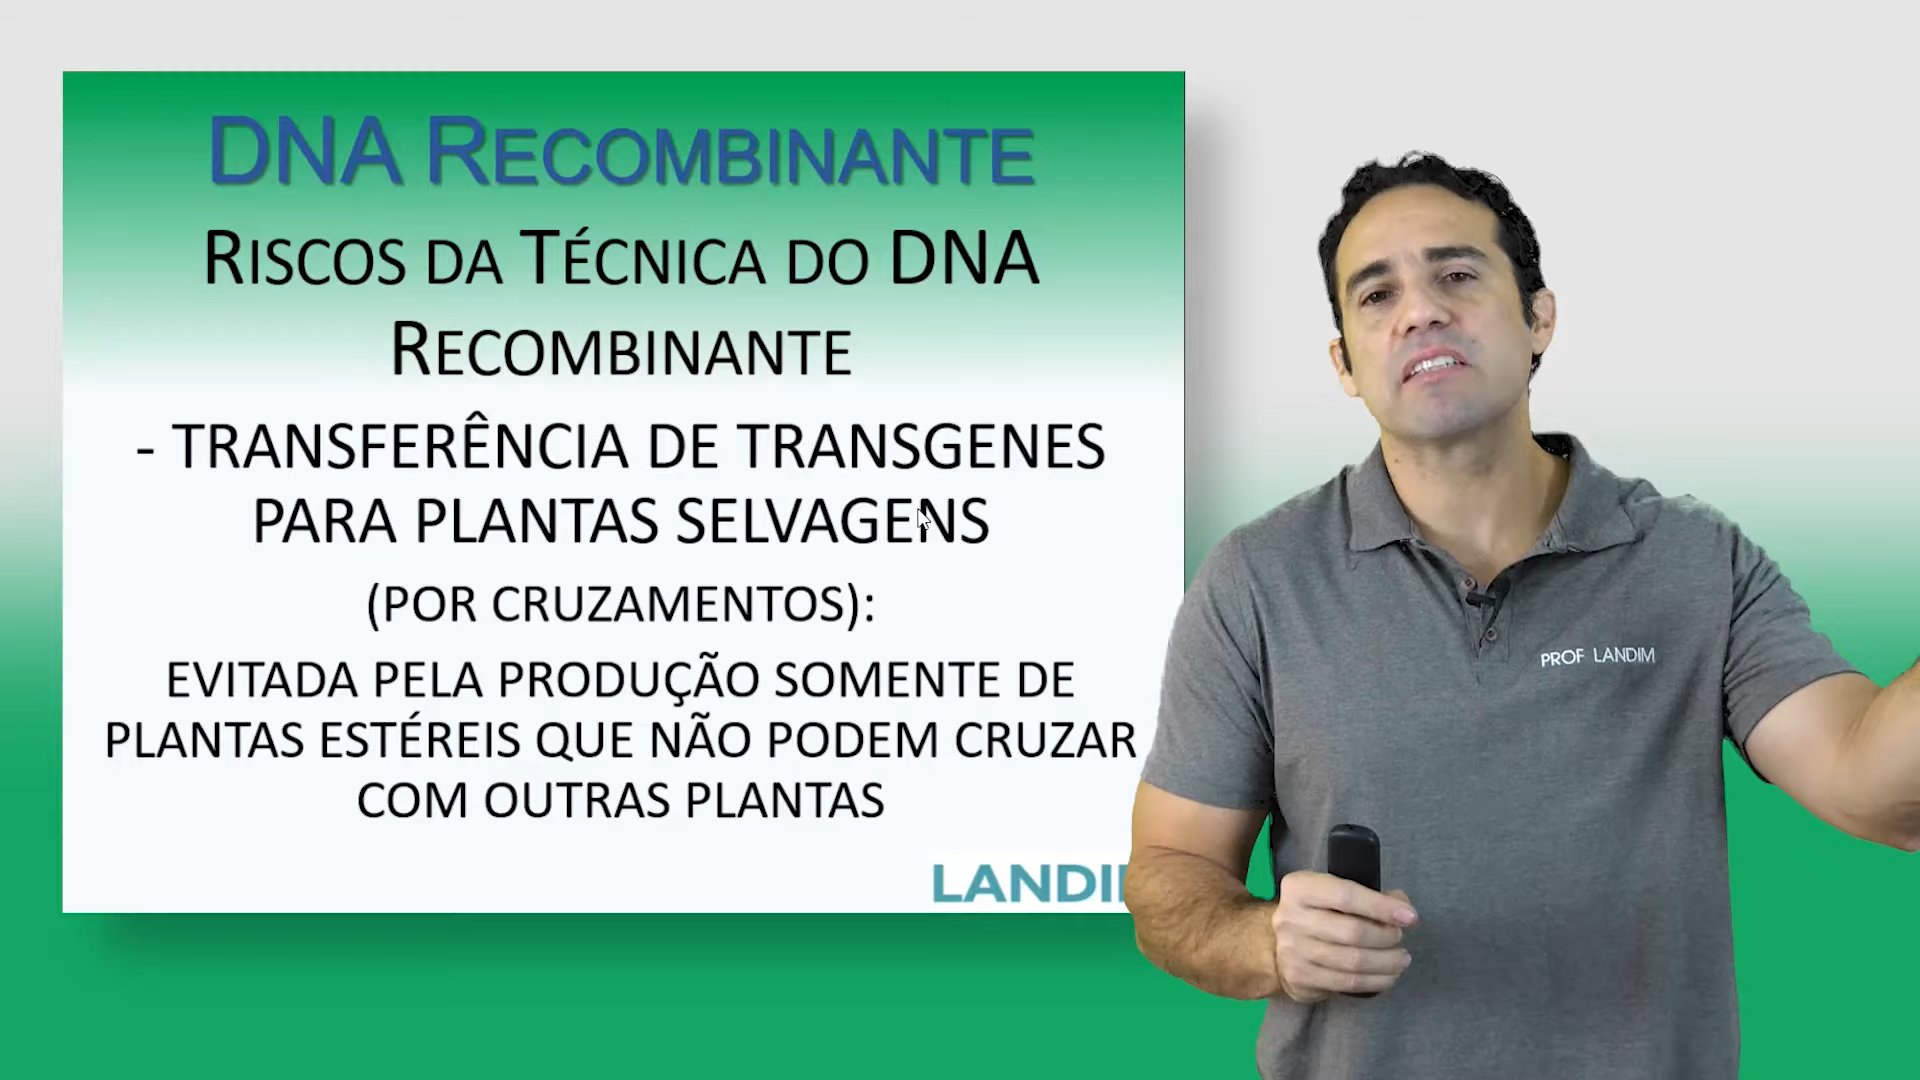 DNA RECOMBINANTE
RISCOS DA TÉCNICA DO DNA
RECOMBINANTE
- TRANSFERÊNCIA DE TRANSGENES
PARA PLANTAS SELVAGENS
(POR CRUZAMENTOS):
EVITADA PELA PRODUÇÃO SOMENTE DE
PLANTAS ESTÉREIS QUE NÃO PODEM CRUZAR
COM OUTRAS PLANTAS
PROF LANDIM